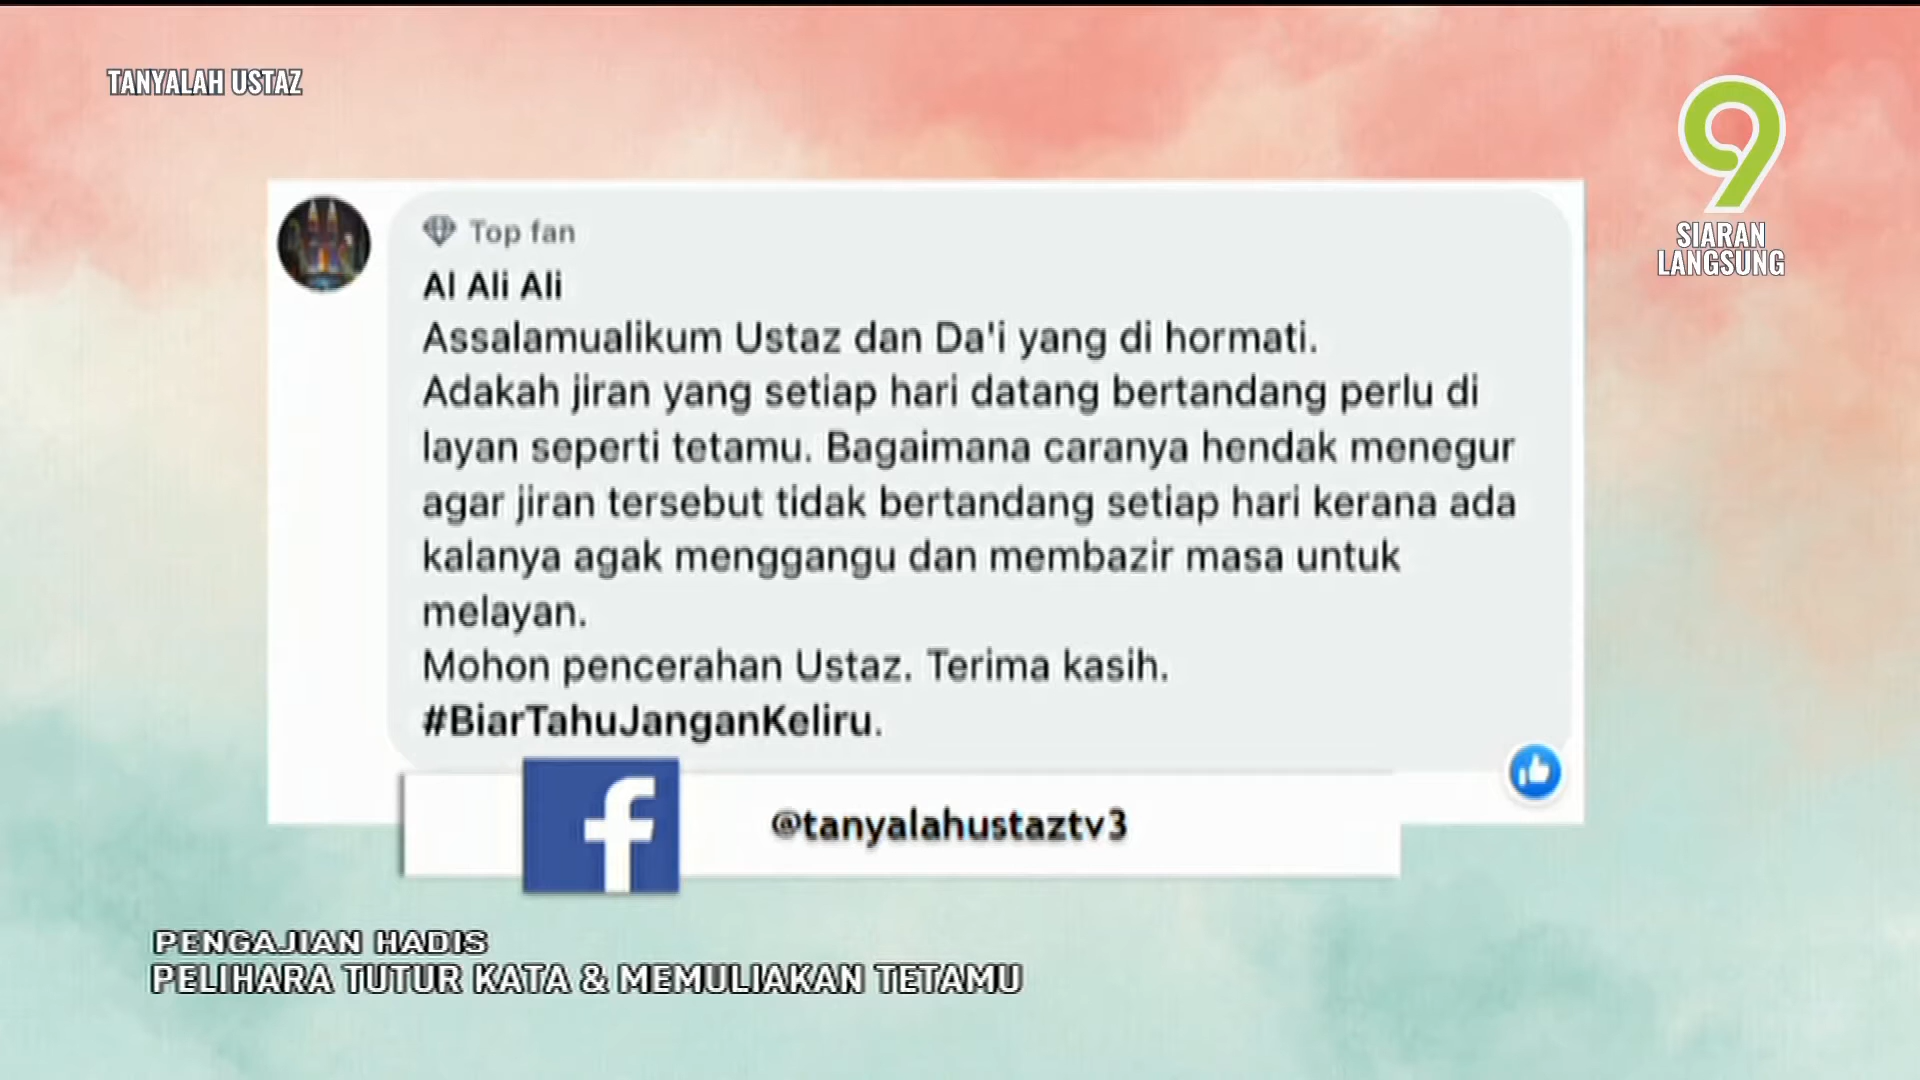 TANYALAH USTAZ
9
SIARAN
LANGSUNG
Top fan
Al Ali Ali
Assalamualikum Ustaz dan Da'i yang di hormati.
Adakah jiran yang setiap hari datang bertandang perlu di
layan seperti tetamu. Bagaimana caranya hendak menegur
agar jiran tersebut tidak bertandang setiap hari kerana ada
kalanya agak menggangu dan membazir masa untuk
melayan.
Mohon pencerahan Ustaz. Terima kasih.
#BiarTahuJanganKeliru.
f
@tanyalahustaztv3
PENGAJIAN HADIS
PELIHARA TUTUR KATA & MEMULIAKAN TETAMU